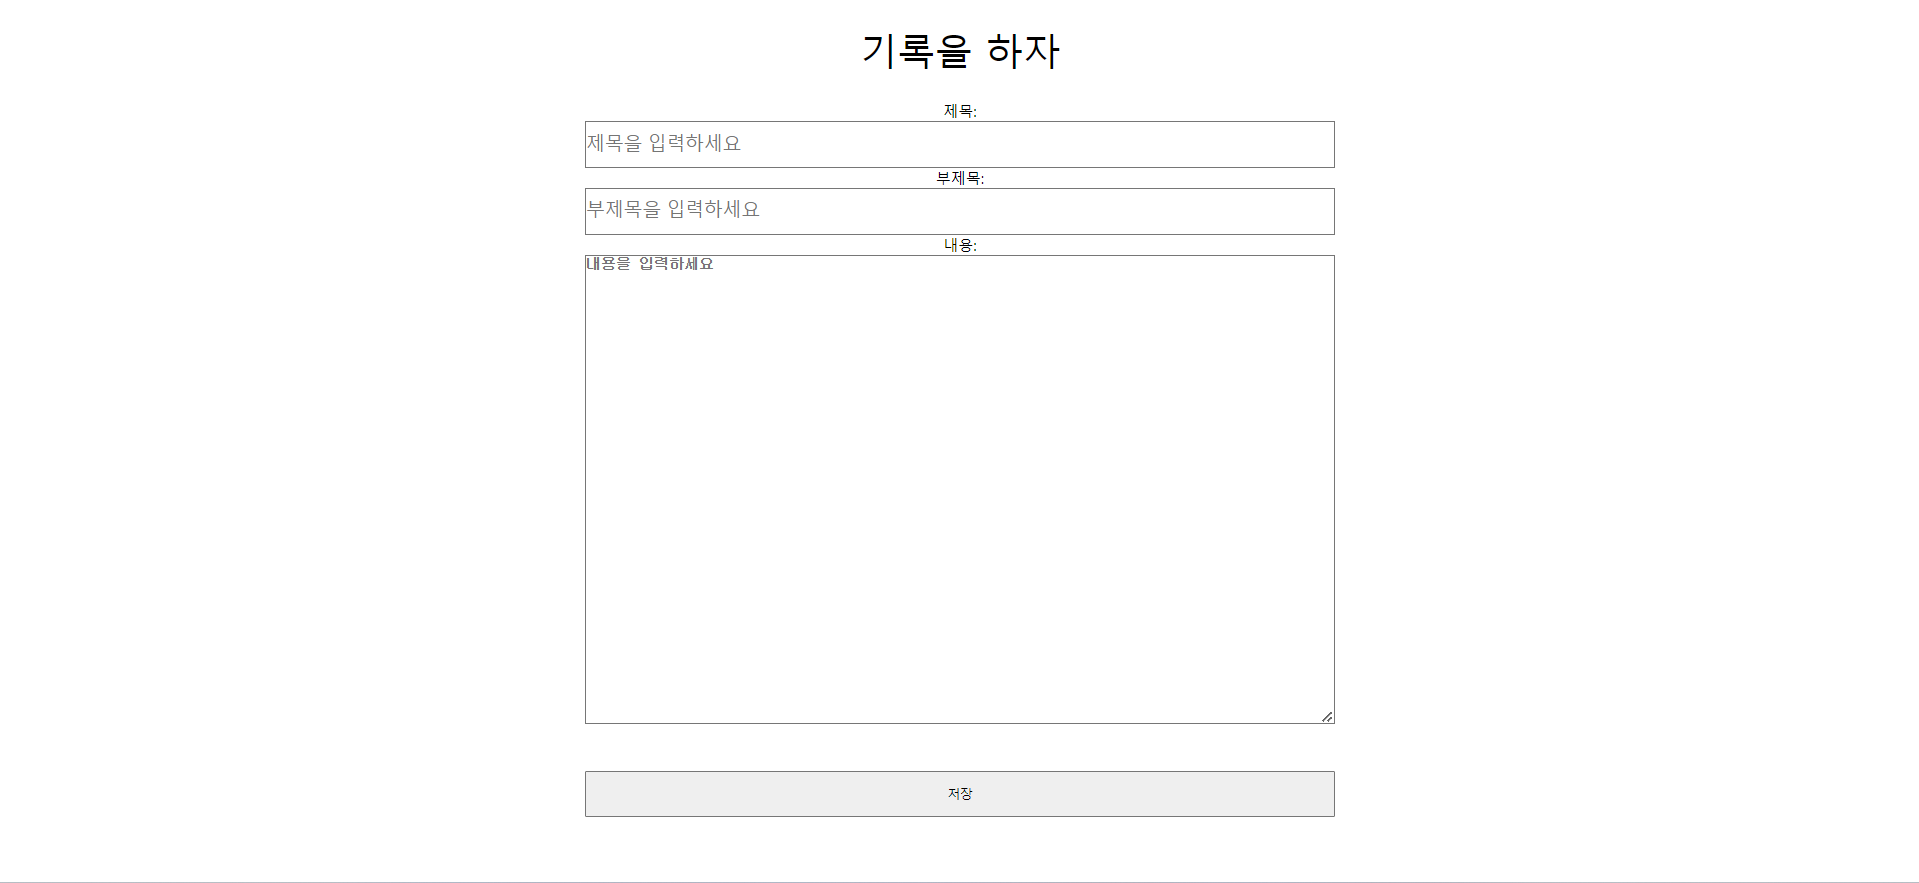 기록을 하자
제목:
제목을 입력하세요
부제목:
부제목을 입력하세요
내용:
내용을 입력하세요
저장